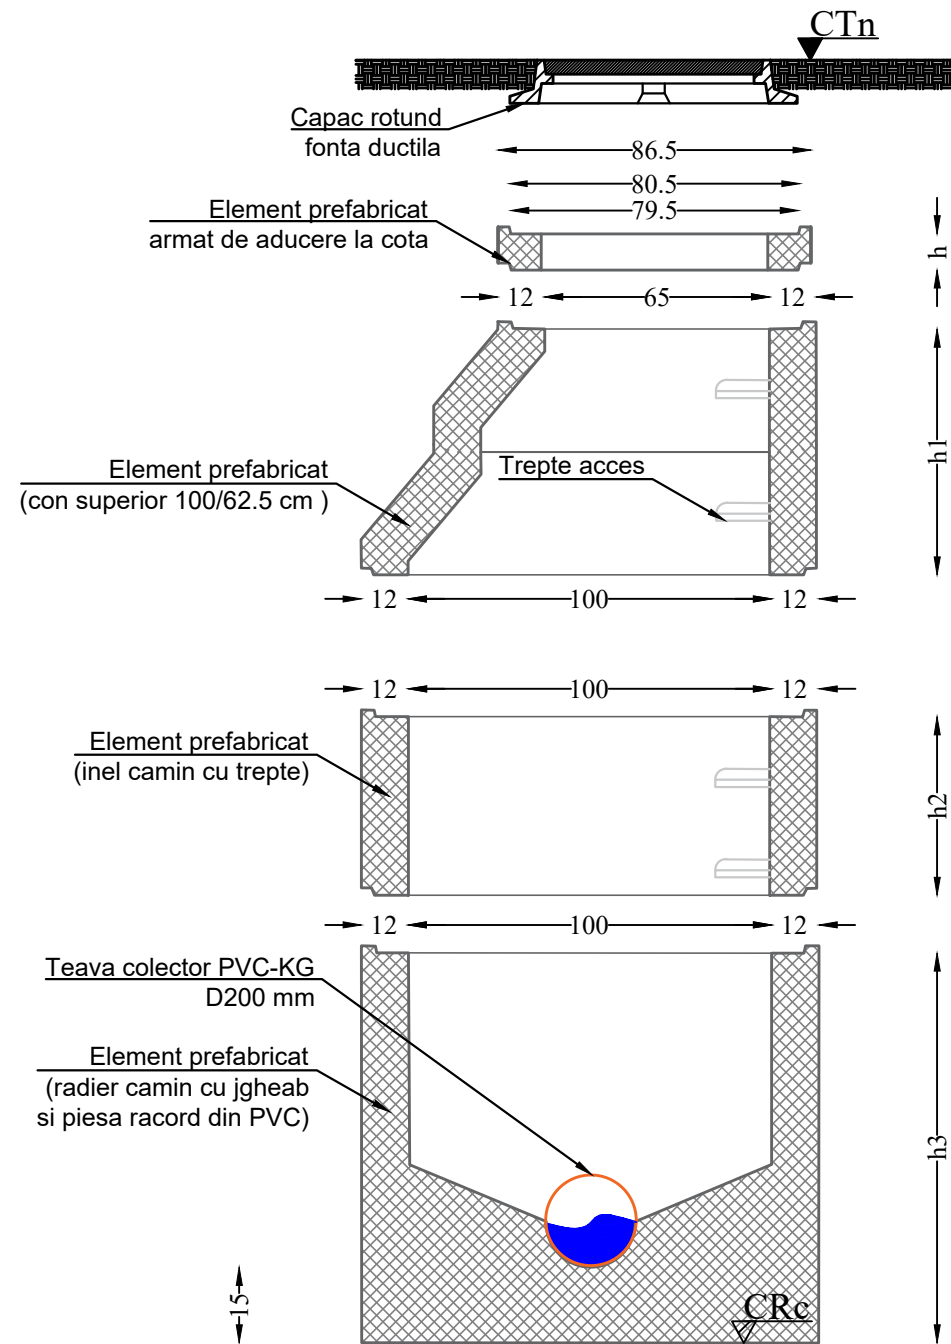 CTn
Capac rotund
fonta ductila
86.5
80.5
79.5
Element prefabricat
armat de aducere la cota
h
12 65 12
h1
Element prefabricat
(con superior 100/62.5 cm )
Trepte acces
12 100 12
12 100 12
Element prefabricat
(inel camin cu trepte)
h2
12 100 12
Teava colector PVC-KG
D200 mm
Element prefabricat
(radier camin cu jgheab
si piesa racord din PVC)
h3
15
CRc